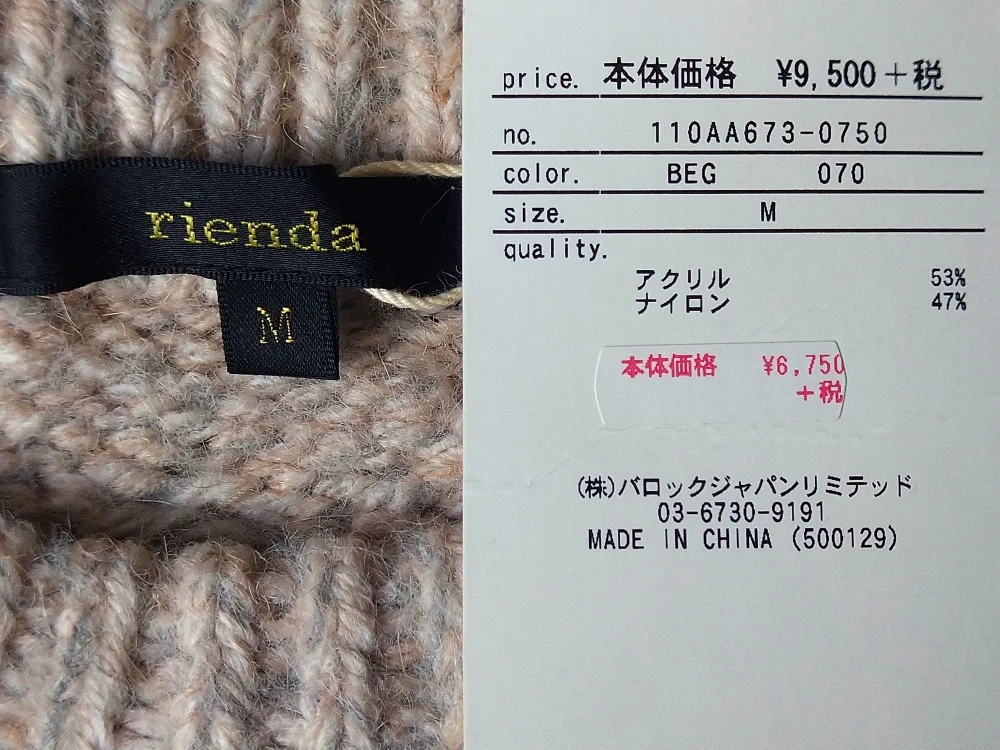 rienda
M
price. 本体価格 ¥9,500+税
no. 110AA673-0750
color. BEG 070
size. M
quality.
アクリル 53%
ナイロン 47%
本体価格 ¥6,750
+税
(株)バロックジャパンリミテッド
03-6730-9191
MADE IN CHINA (500129)